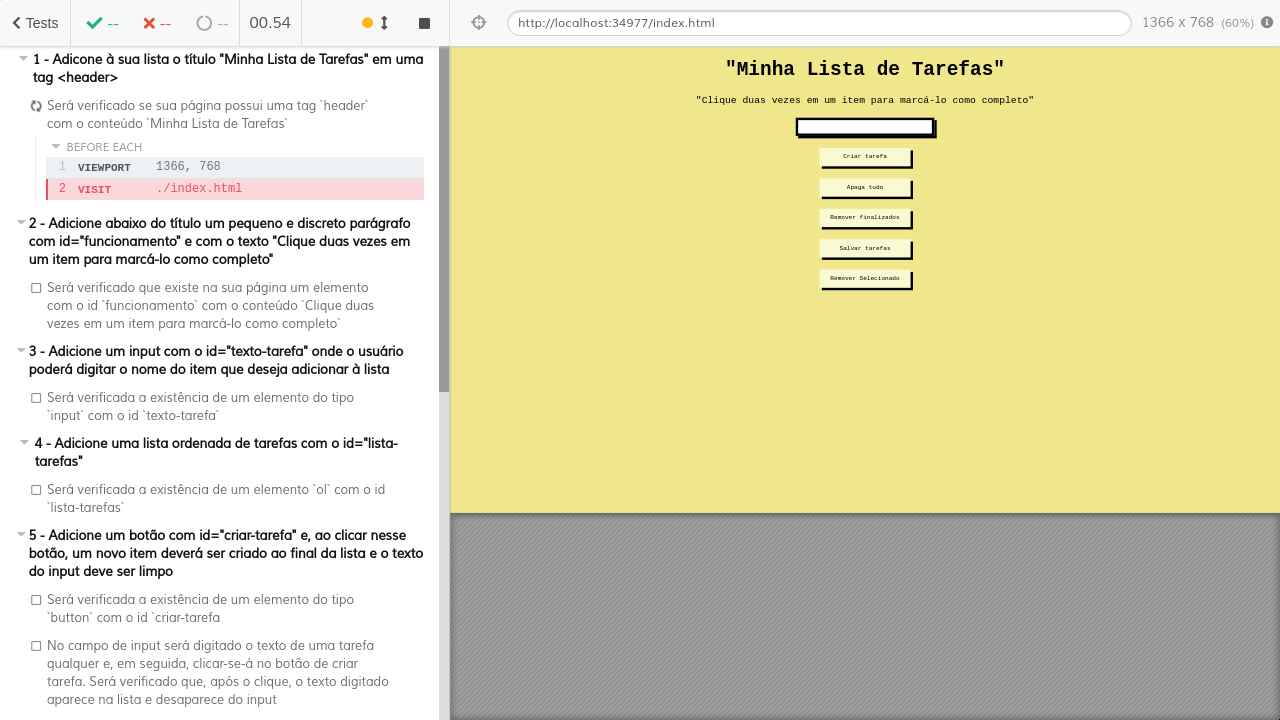 Tests
--
--
--
00.54
http://localhost:34977/index.html
1366 x 768 (60%)
1 - Adicone à sua lista o título "Minha Lista de Tarefas" em uma
tag <header>
Será verificado se sua página possui uma tag `header`
com o conteúdo `Minha Lista de Tarefas`
BEFORE EACH
1 VIEWPORT 1366, 768
2 VISIT ./index.html
2 - Adicione abaixo do título um pequeno e discreto parágrafo
com id="funcionamento" e com o texto "Clique duas vezes em
um item para marcá-lo como completo"
Será verificado que existe na sua página um elemento
com o id `funcionamento` com o conteúdo `Clique duas
vezes em um item para marcá-lo como completo`
3 - Adicione um input com o id="texto-tarefa" onde o usuário
poderá digitar o nome do item que deseja adicionar à lista
Será verificada a existência de um elemento do tipo
`input` com o id `texto-tarefa`
4 - Adicione uma lista ordenada de tarefas com o id="lista-
tarefas"
Será verificada a existência de um elemento `ol` com o id
`lista-tarefas`
5 - Adicione um botão com id="criar-tarefa" e, ao clicar nesse
botão, um novo item deverá ser criado ao final da lista e o texto
do input deve ser limpo
Será verificada a existência de um elemento do tipo
`button` com o id `criar-tarefa
No campo de input será digitado o texto de uma tarefa
qualquer e, em seguida, clicar-se-á no botão de criar
tarefa. Será verificado que, após o clique, o texto digitado
aparece na lista e desaparece do input
"Minha Lista de Tarefas"
"Clique duas vezes em um item para marcá-lo como completo"
Criar tarefa
Apaga tudo
Remover finalizados
Salvar tarefas
Remover Selecionado